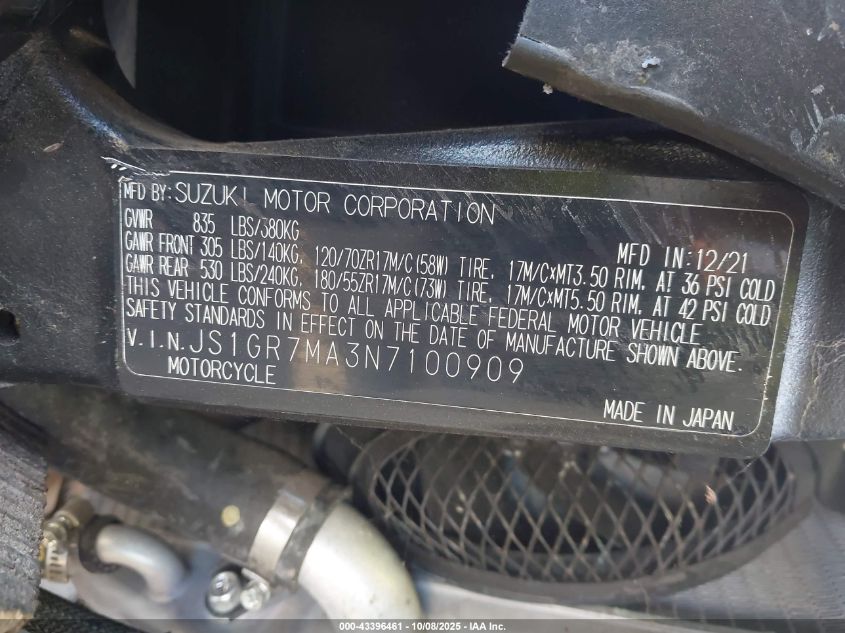 MFD BY: SUZUKI MOTOR CORPORATION
GVWR 835 LBS/380KG MFD IN: 12/21
GAWR FRONT 305 LBS/140KG, 120/70ZR17M/C (58W) TIRE, 17M/C×MT3.50 RIM. AT 36 PSI COLD
GAWR REAR 530 LBS/240KG, 180/55ZR17M/C (73W) TIRE, 17M/C×MT5.50 RIM. AT 42 PSI COLD
THIS VEHICLE CONFORMS TO ALL APPLICABLE FEDERAL MOTOR VEHICLE
SAFETY STANDARDS IN EFFECT ON THE DATE OF MANUFACTURE SHOWN ABOVE.
V.I.N. JS1GR7MA3N7100909
MOTORCYCLE
MADE IN JAPAN
000-43396461 - 10/08/2025 - IAA Inc.